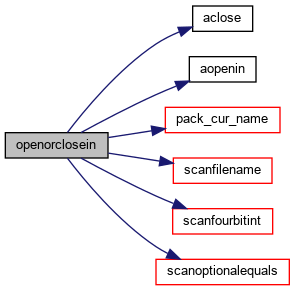 aclose
aopenin
pack_cur_name
openorclosein
scanfilename
scanfourbitint
scanoptionalequals